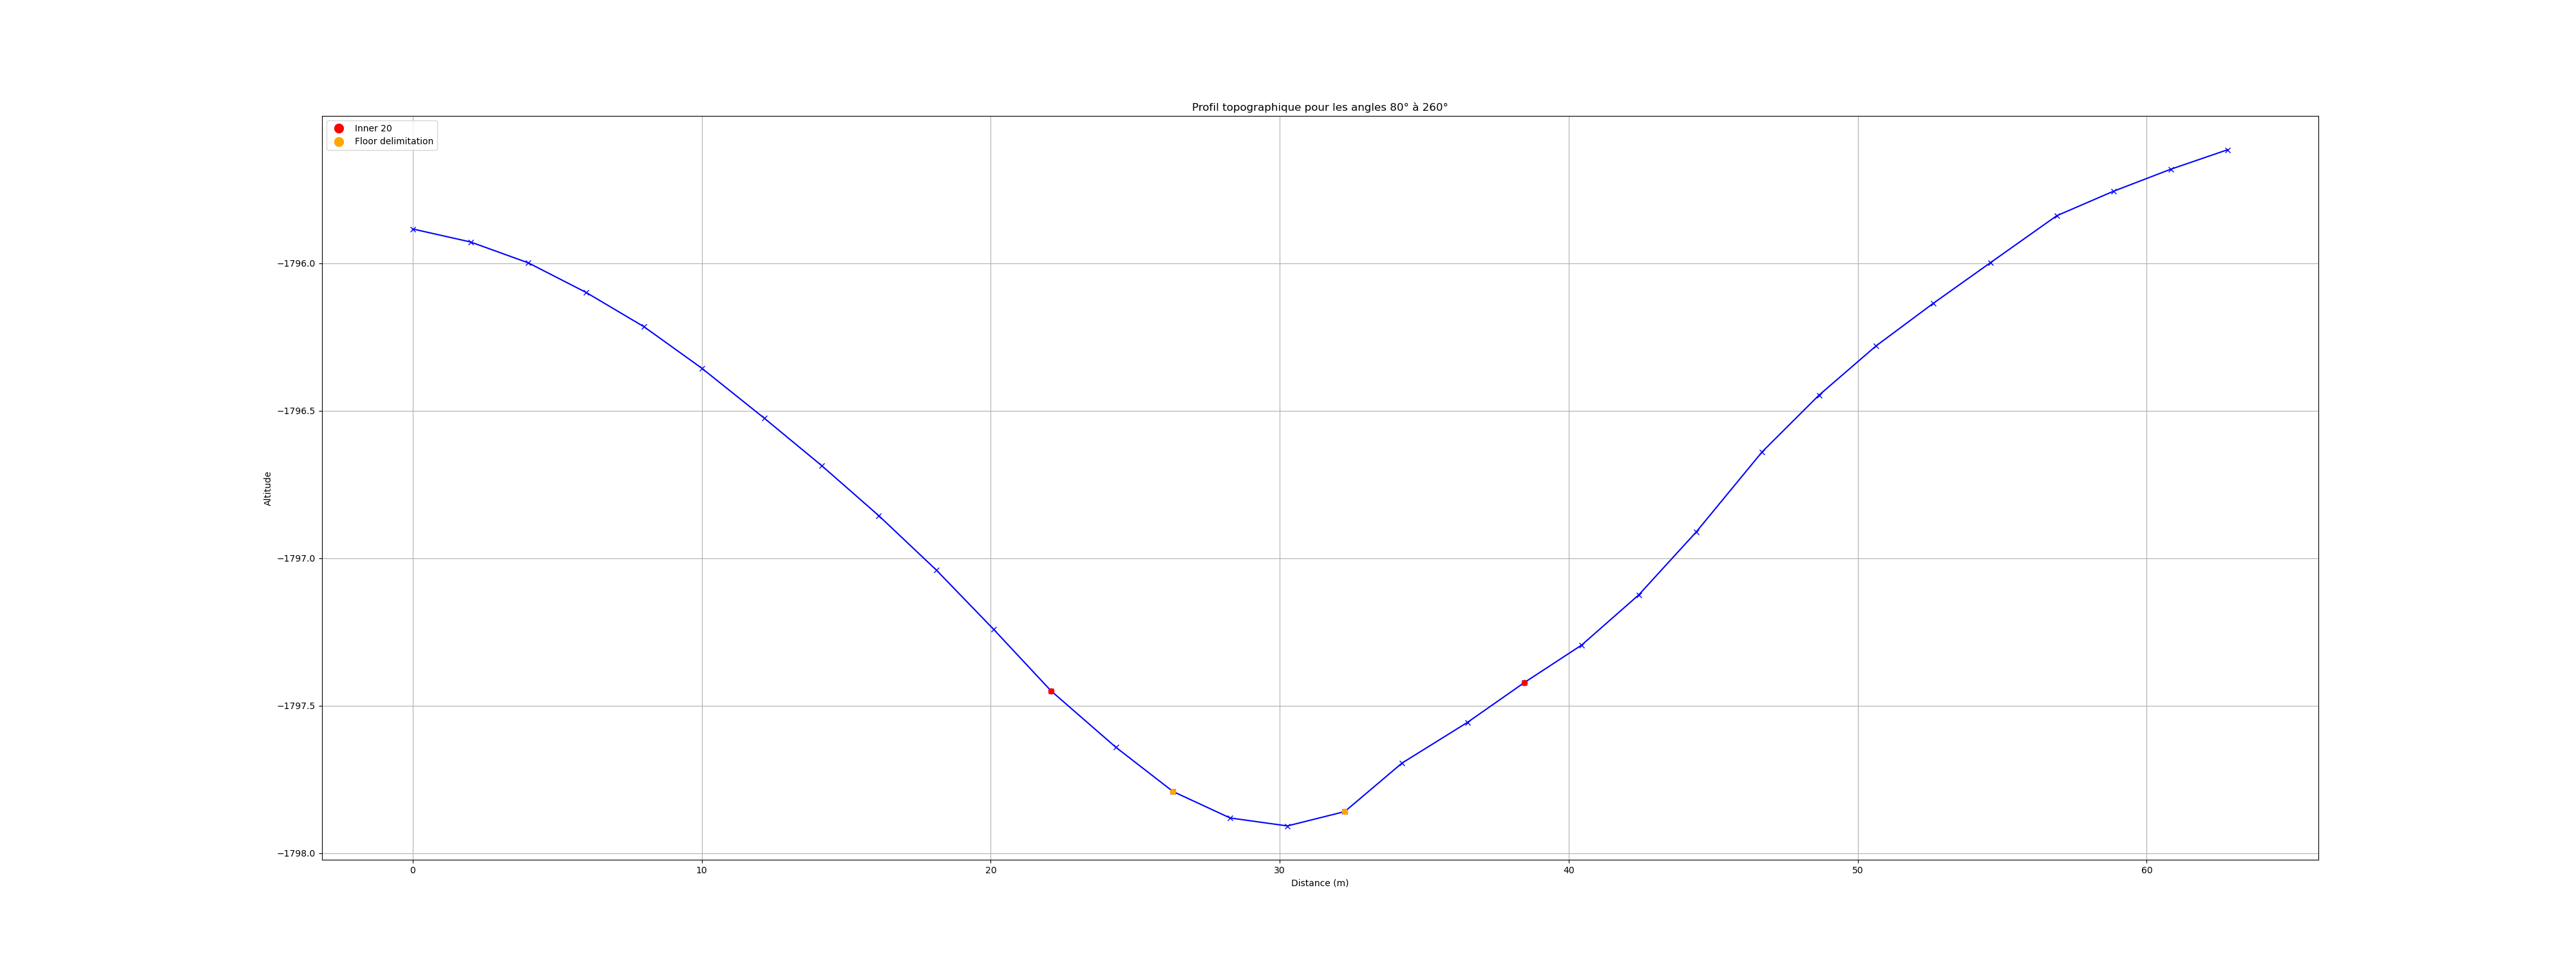 Profil topographique pour les angles 80° à 260°
Inner 20
Floor delimitation
−1796.0
−1796.5
−1797.0
−1797.5
−1798.0
Altitude
0 10 20 30 40 50 60
Distance (m)